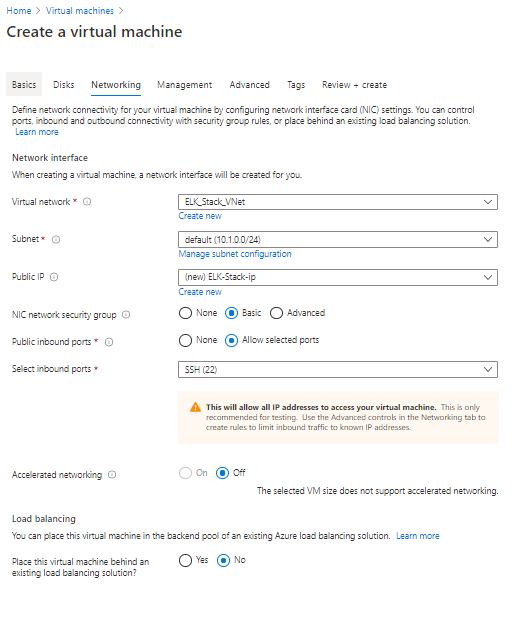 Home > Virtual machines >
Create a virtual machine
Basics Disks Networking Management Advanced Tags Review + create
Define network connectivity for your virtual machine by configuring network interface card (NIC) settings. You can control
ports, inbound and outbound connectivity with security group rules, or place behind an existing load balancing solution.
Learn more
Network interface
When creating a virtual machine, a network interface will be created for you.
Virtual network * ELK_Stack_VNet
Create new
Subnet * default (10.1.0.0/24)
Manage subnet configuration
Public IP (new) ELK-Stack-ip
Create new
NIC network security group None Basic Advanced
Public inbound ports * None Allow selected ports
Select inbound ports * SSH (22)
This will allow all IP addresses to access your virtual machine. This is only
recommended for testing. Use the Advanced controls in the Networking tab to
create rules to limit inbound traffic to known IP addresses.
Accelerated networking On Off
The selected VM size does not support accelerated networking.
Load balancing
You can place this virtual machine in the backend pool of an existing Azure load balancing solution. Learn more
Place this virtual machine behind an Yes No
existing load balancing solution?